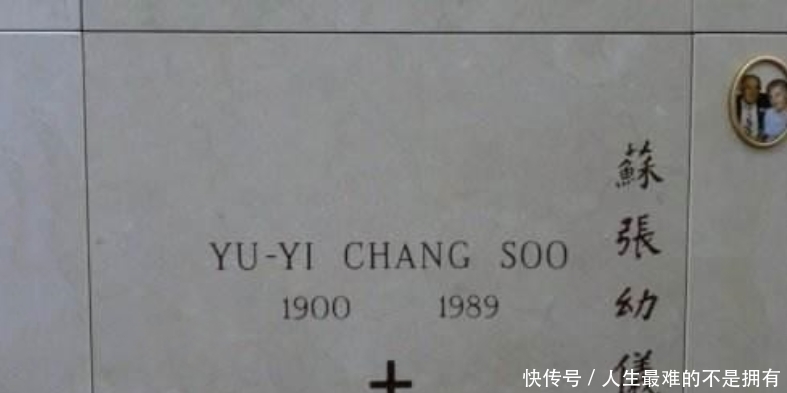 YU-YI CHANG SOO
1900 1989
蘇張幼儀
快传号 / 人生最难的不是拥有